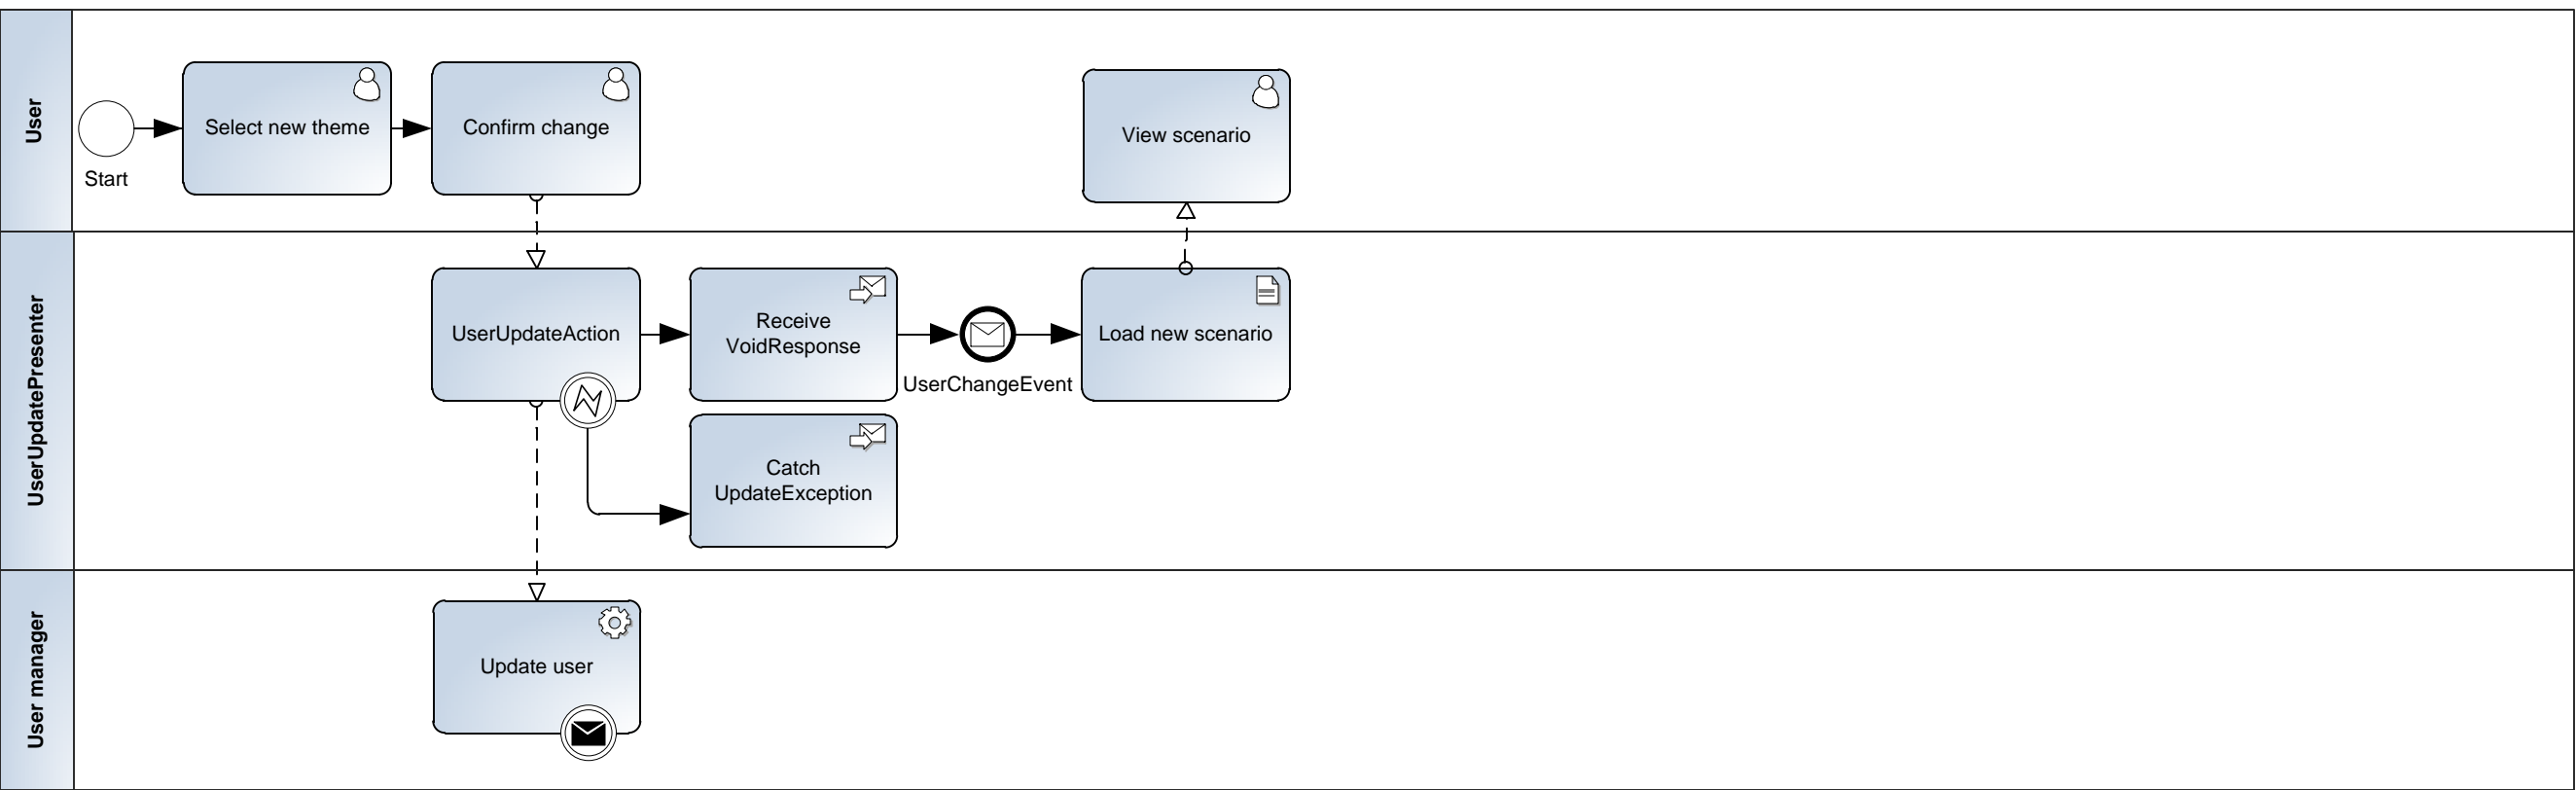 User
Start
Select new theme
Confirm change
View scenario
UserUpdatePresenter
UserUpdateAction
Receive
VoidResponse
UserChangeEvent
Load new scenario
Catch
UpdateException
User manager
Update user